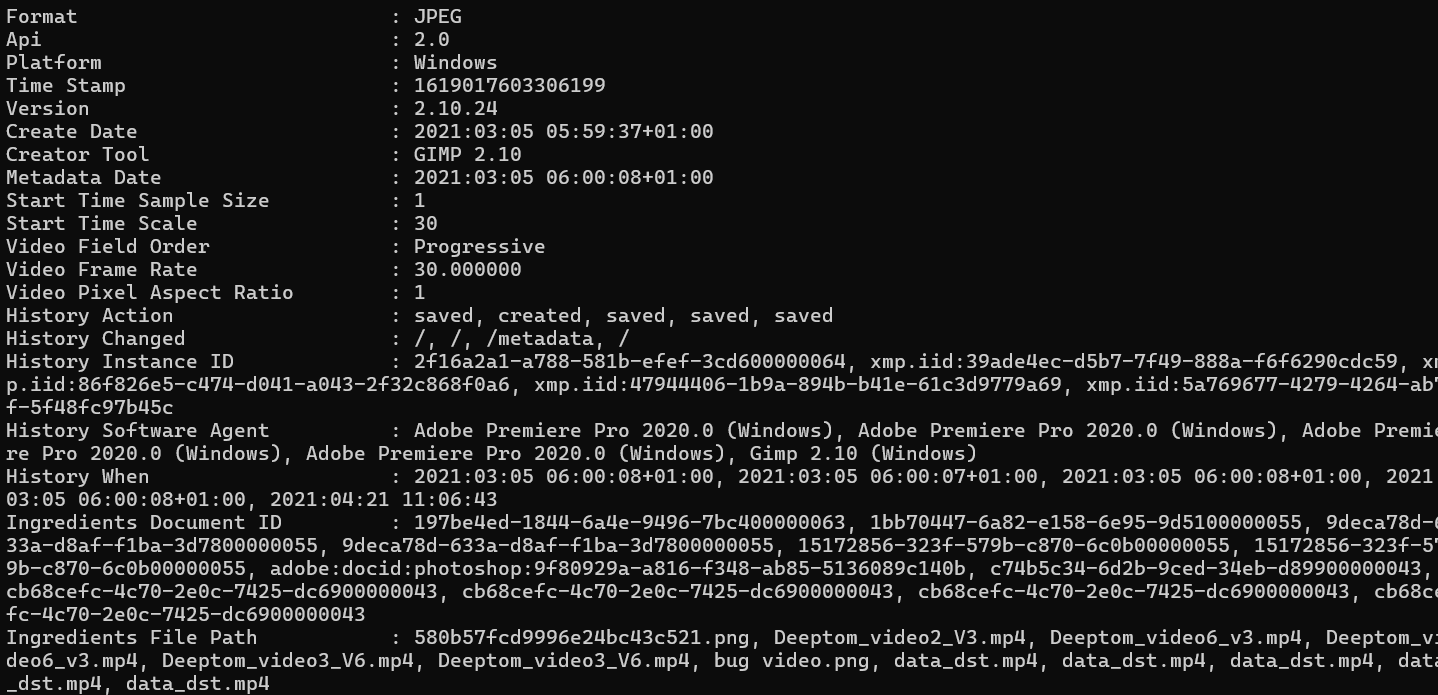 Format : JPEG
Api : 2.0
Platform : Windows
Time Stamp : 1619017603306199
Version : 2.10.24
Create Date : 2021:03:05 05:59:37+01:00
Creator Tool : GIMP 2.10
Metadata Date : 2021:03:05 06:00:08+01:00
Start Time Sample Size : 1
Start Time Scale : 30
Video Field Order : Progressive
Video Frame Rate : 30.000000
Video Pixel Aspect Ratio : 1
History Action : saved, created, saved, saved, saved
History Changed : /, /, /metadata, /
History Instance ID : 2f16a2a1-a788-581b-efef-3cd600000064, xmp.iid:39ade4ec-d5b7-7f49-888a-f6f6290cdc59, xm
p.iid:86f826e5-c474-d041-a043-2f32c868f0a6, xmp.iid:47944406-1b9a-894b-b41e-61c3d9779a69, xmp.iid:5a769677-4279-4264-ab7
f-5f48fc97b45c
History Software Agent : Adobe Premiere Pro 2020.0 (Windows), Adobe Premiere Pro 2020.0 (Windows), Adobe Premie
re Pro 2020.0 (Windows), Adobe Premiere Pro 2020.0 (Windows), Gimp 2.10 (Windows)
History When : 2021:03:05 06:00:08+01:00, 2021:03:05 06:00:07+01:00, 2021:03:05 06:00:08+01:00, 2021
03:05 06:00:08+01:00, 2021:04:21 11:06:43
Ingredients Document ID : 197be4ed-1844-6a4e-9496-7bc400000063, 1bb70447-6a82-e158-6e95-9d5100000055, 9deca78d-6
33a-d8af-f1ba-3d7800000055, 9deca78d-633a-d8af-f1ba-3d7800000055, 15172856-323f-579b-c870-6c0b00000055, 15172856-323f-57
9b-c870-6c0b00000055, adobe:docid:photoshop:9f80929a-a816-f348-ab85-5136089c140b, c74b5c34-6d2b-9ced-34eb-d89900000043,
cb68cefc-4c70-2e0c-7425-dc6900000043, cb68cefc-4c70-2e0c-7425-dc6900000043, cb68cefc-4c70-2e0c-7425-dc6900000043, cb68ce
fc-4c70-2e0c-7425-dc6900000043
Ingredients File Path : 580b57fcd9996e24bc43c521.png, Deeptom_video2_V3.mp4, Deeptom_video6_v3.mp4, Deeptom_vi
deo6_v3.mp4, Deeptom_video3_V6.mp4, Deeptom_video3_V6.mp4, bug video.png, data_dst.mp4, data_dst.mp4, data_dst.mp4, data
_dst.mp4, data_dst.mp4